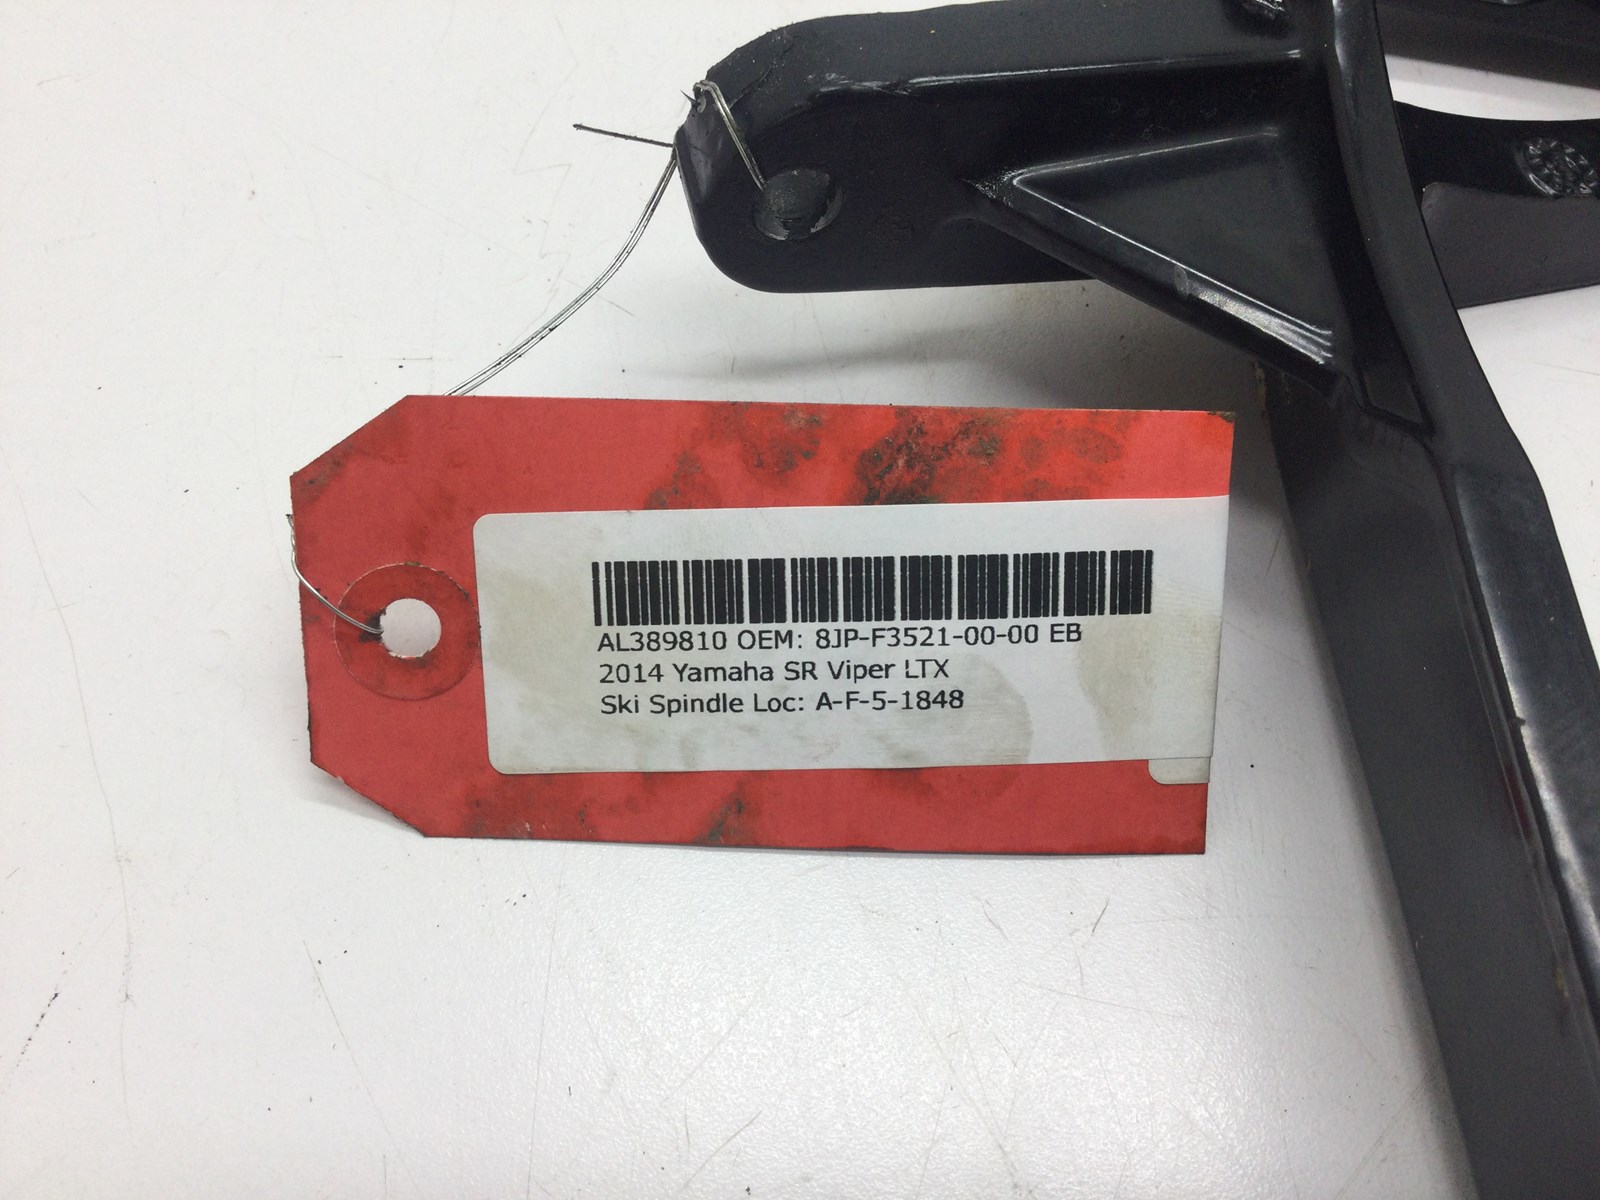 AL389810 OEM: 8JP-F3521-00-00 EB
2014 Yamaha SR Viper LTX
Ski Spindle Loc: A-F-5-1848